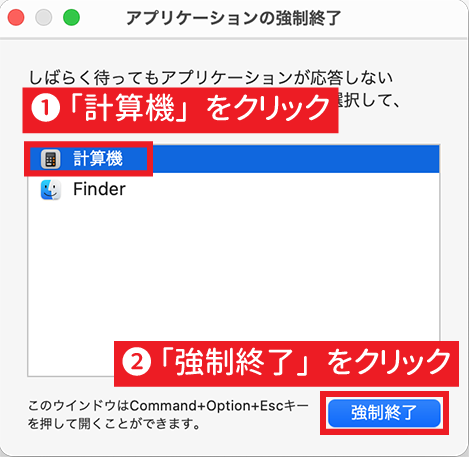 アプリケーションの強制終了
しばらく待ってもアプリケーションが応答しない
選択して、
❶「計算機」をクリック
計算機
Finder
❷「強制終了」をクリック
このウインドウはCommand+Option+Escキー
を押して開くことができます。
強制終了